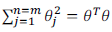 ∑_{j=1}^{n=m} θ_j^2 = θ^T θ